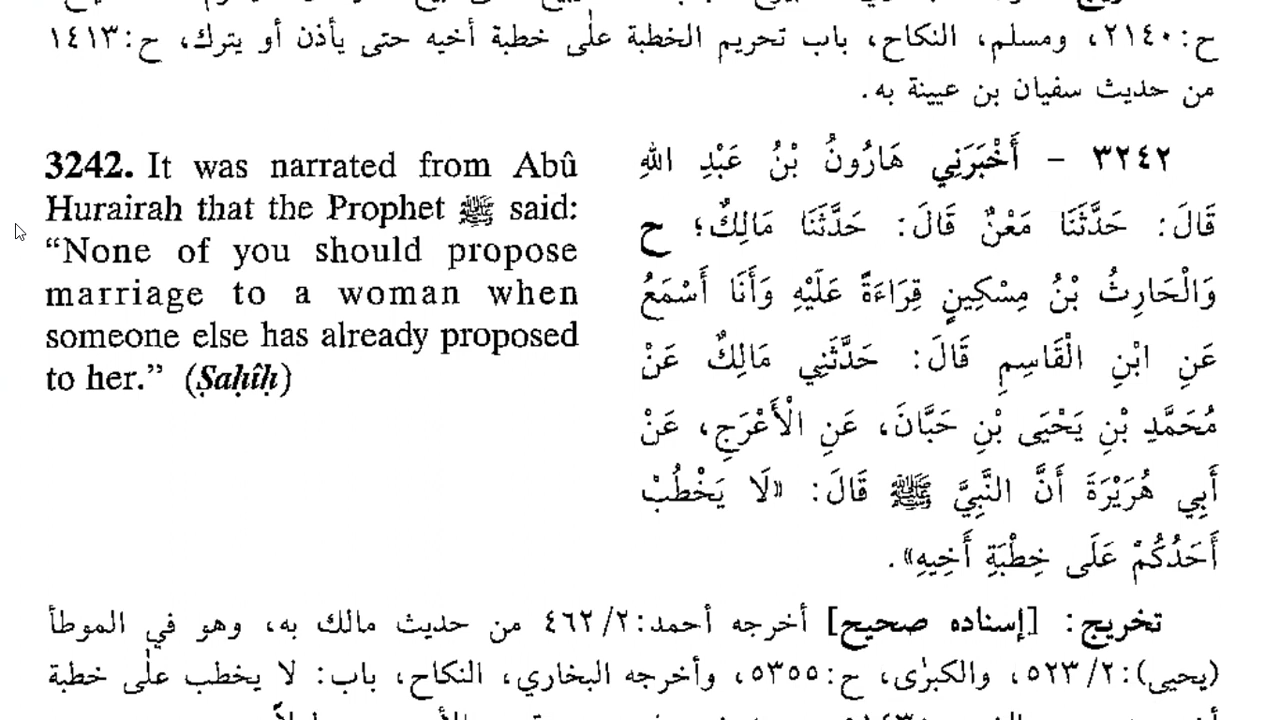 ح:٢١٤٠، ومسلم، النكاح، باب تحريم الخطبة على خطبة أخيه حتى يأذن أو يترك، ح:١٤١٣
من حديث سفيان بن عيينة به.
3242. It was narrated from Abû
Hurairah that the Prophet ﷺ said:
“None of you should propose
marriage to a woman when
someone else has already proposed
to her.” (Ṣaḥîḥ)
٣٢٤٢ - أَخْبَرَنِي هَارُونُ بْنُ عَبْدِ اللهِ
قَالَ: حَدَّثَنَا مَعْنٌ قَالَ: حَدَّثَنَا مَالِكٌ؛ ح
وَالْحَارِثُ بْنُ مِسْكِينٍ قِرَاءَةً عَلَيْهِ وَأَنَا أَسْمَعُ
عَنِ ابْنِ الْقَاسِمِ قَالَ: حَدَّثَنِي مَالِكٌ عَنْ
مُحَمَّدِ بْنِ يَحْيَى بْنِ حَبَّانَ، عَنِ الْأَعْرَجِ، عَنْ
أَبِي هُرَيْرَةَ أَنَّ النَّبِيَّ ﷺ قَالَ: «لَا يَخْطُبْ
أَحَدُكُمْ عَلَى خِطْبَةِ أَخِيهِ».
تخريج: [إسناده صحيح] أخرجه أحمد:٤٦٢/٢ من حديث مالك به، وهو في الموطأ
(يحيى):٥٢٣/٢، والكبرٰى، ح:٥٣٥٥، وأخرجه البخاري، النكاح، باب: لا يخطب علٰى خطبة